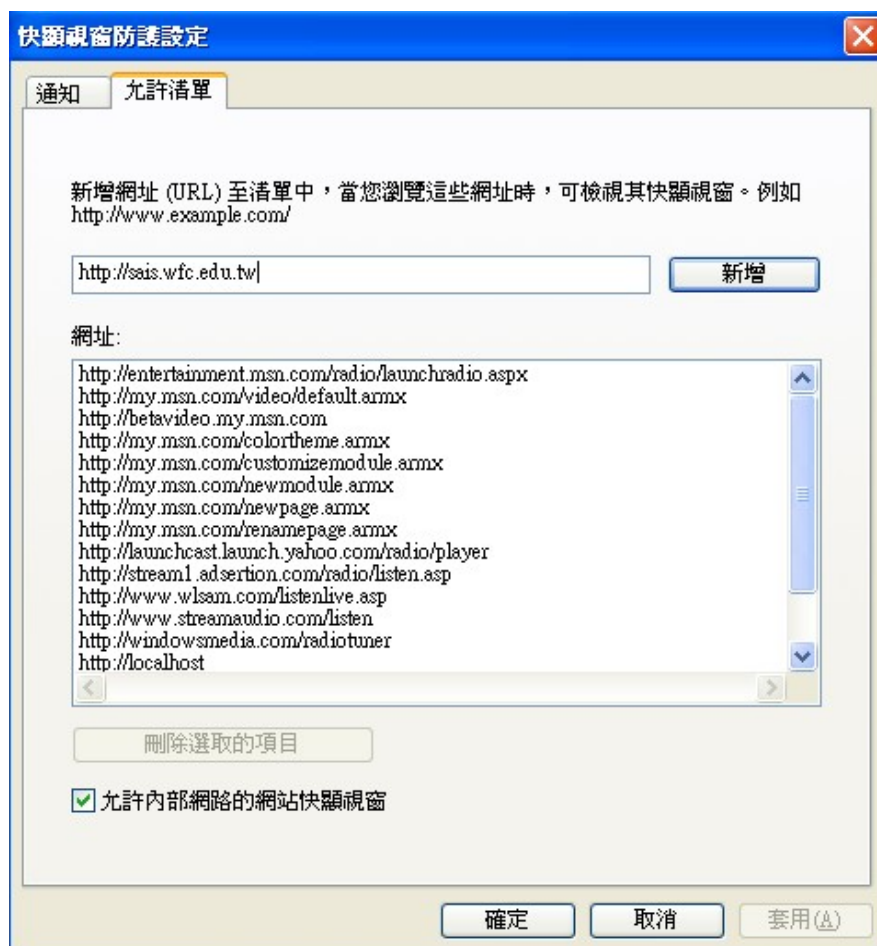 快顯視窗防護設定
通知
允許清單
新增網址 (URL) 至清單中，當您瀏覽這些網址時，可檢視其快顯視窗。例如
http://www.example.com/
http://sais.wfc.edu.tw
新增
網址:
http://entertainment.msn.com/radio/launchradio.aspx
http://my.msn.com/video/default.armx
http://betavideo.my.msn.com
http://my.msn.com/colortheme.armx
http://my.msn.com/customizemodule.armx
http://my.msn.com/newmodule.armx
http://my.msn.com/newpage.armx
http://my.msn.com/renamepage.armx
http://launchcast.launch.yahoo.com/radio/player
http://stream1.adsertion.com/radio/listen.asp
http://www.wlsam.com/listenlive.asp
http://www.streamaudio.com/listen
http://windowsmedia.com/radiotuner
http://localhost
刪除選取的項目
允許內部網路的網站快顯視窗
確定
取消
套用(A)